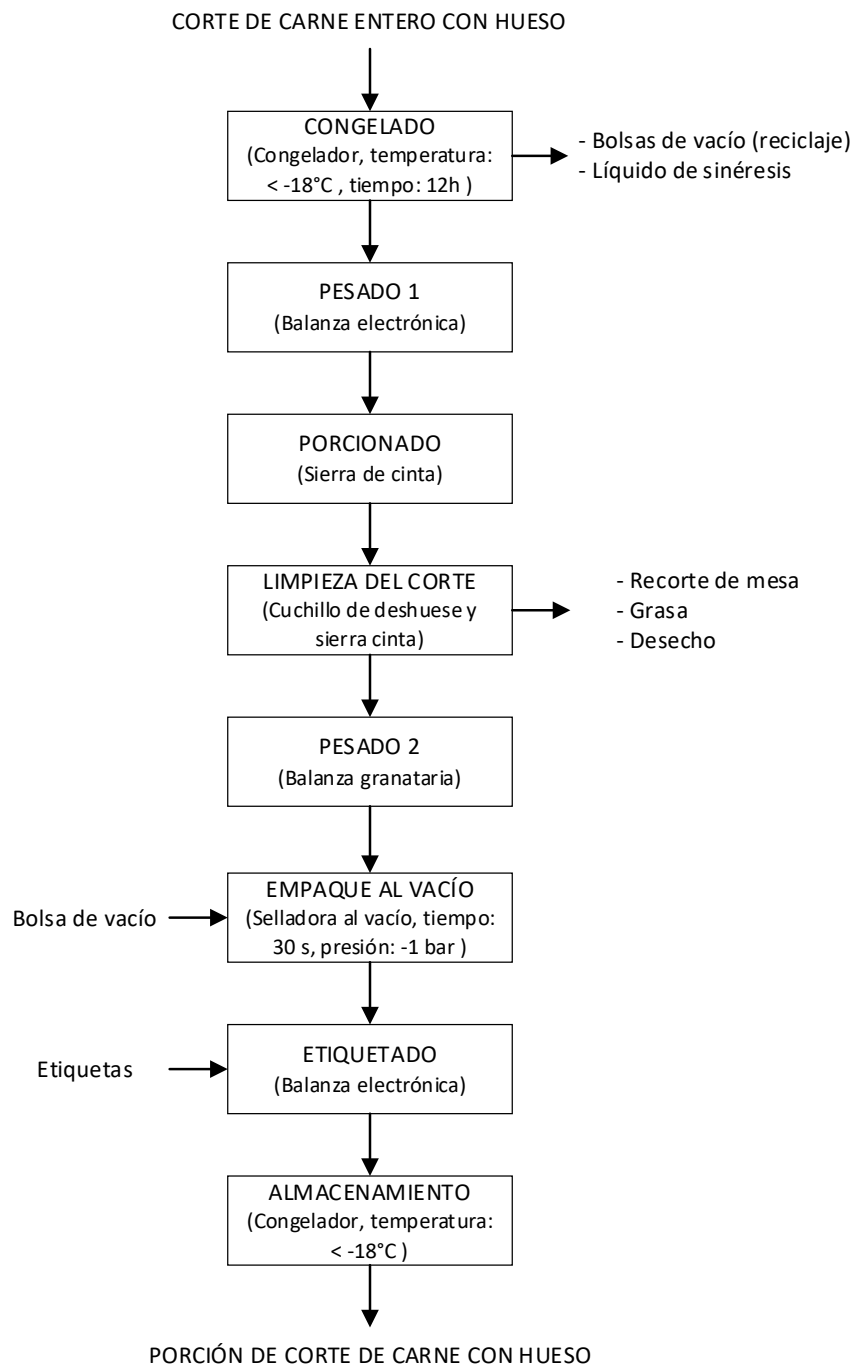 CORTE DE CARNE ENTERO CON HUESO
CONGELADO
(Congelador, temperatura:
< -18°C , tiempo: 12h )
- Bolsas de vacío (reciclaje)
- Líquido de sinéresis
PESADO 1
(Balanza electrónica)
PORCIONADO
(Sierra de cinta)
LIMPIEZA DEL CORTE
(Cuchillo de deshuese y
sierra cinta)
- Recorte de mesa
- Grasa
- Desecho
PESADO 2
(Balanza granataria)
Bolsa de vacío
EMPAQUE AL VACÍO
(Selladora al vacío, tiempo:
30 s, presión: -1 bar )
Etiquetas
ETIQUETADO
(Balanza electrónica)
ALMACENAMIENTO
(Congelador, temperatura:
< -18°C )
PORCIÓN DE CORTE DE CARNE CON HUESO